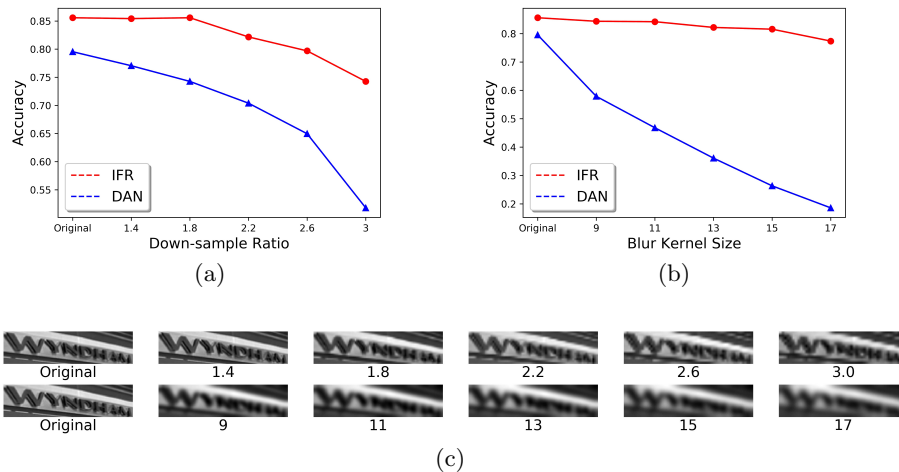 0.85
0.80
0.75
0.70
0.65
0.60
0.55
Accuracy
IFR
DAN
Original 1.4 1.8 2.2 2.6 3
Down-sample Ratio
(a)
0.8
0.7
0.6
0.5
0.4
0.3
0.2
Accuracy
IFR
DAN
Original 9 11 13 15 17
Blur Kernel Size
(b)
Original 1.4 1.8 2.2 2.6 3.0
Original 9 11 13 15 17
(c)